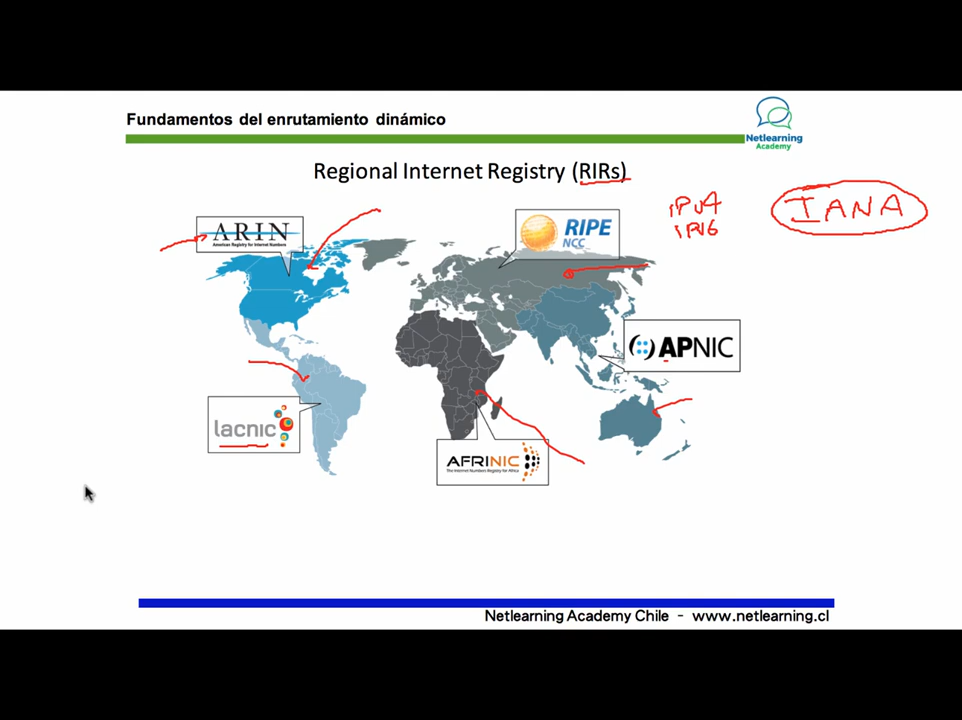 Fundamentos del enrutamiento dinámico
Netlearning
Academy
Regional Internet Registry (RIRs)
IPv4
IPv6
IANA
ARIN
American Registry for Internet Numbers
RIPE
NCC
APNIC
lacnic
AFRINIC
The Internet Numbers Registry for Africa
Netlearning Academy Chile - www.netlearning.cl